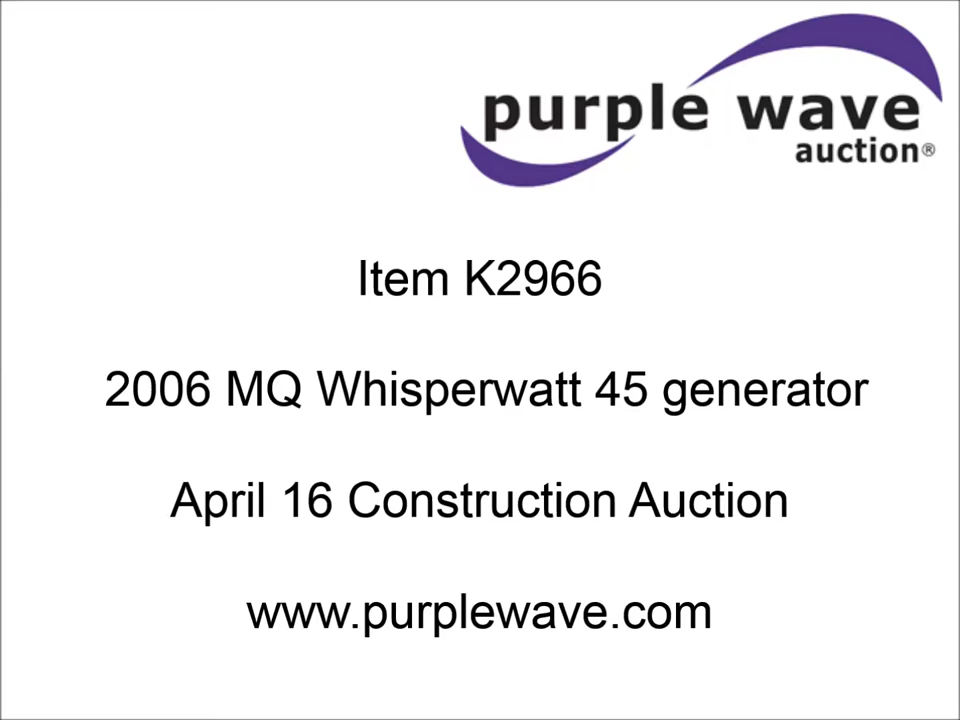 purple wave
auction®
Item K2966
2006 MQ Whisperwatt 45 generator
April 16 Construction Auction
www.purplewave.com